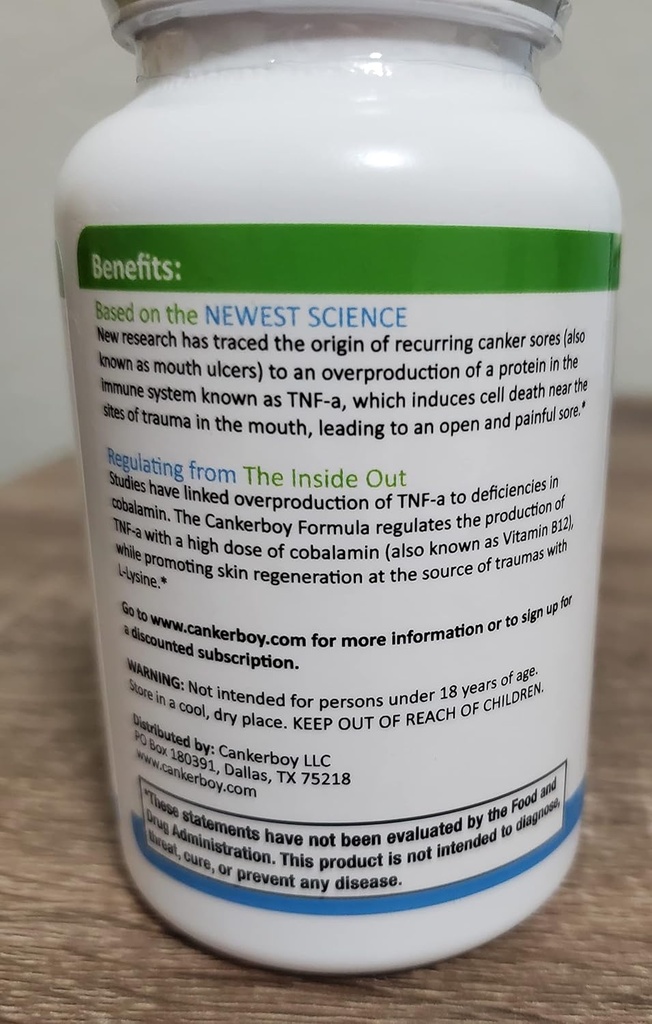 Benefits:
Based on the NEWEST SCIENCE
New research has traced the origin of recurring canker sores (also
known as mouth ulcers) to an overproduction of a protein in the
immune system known as TNF-a, which induces cell death near the
sites of trauma in the mouth, leading to an open and painful sore.*
Regulating from The Inside Out
Studies have linked overproduction of TNF-a to deficiencies in
cobalamin. The Cankerboy Formula regulates the production of
TNF-a with a high dose of cobalamin (also known as Vitamin B12),
while promoting skin regeneration at the source of traumas with
L-Lysine.*
Go to www.cankerboy.com for more information or to sign up for
a discounted subscription.
WARNING: Not intended for persons under 18 years of age.
Store in a cool, dry place. KEEP OUT OF REACH OF CHILDREN.
Distributed by: Cankerboy LLC
PO Box 180391, Dallas, TX 75218
www.cankerboy.com
*These statements have not been evaluated by the Food and
Drug Administration. This product is not intended to diagnose,
threat, cure, or prevent any disease.